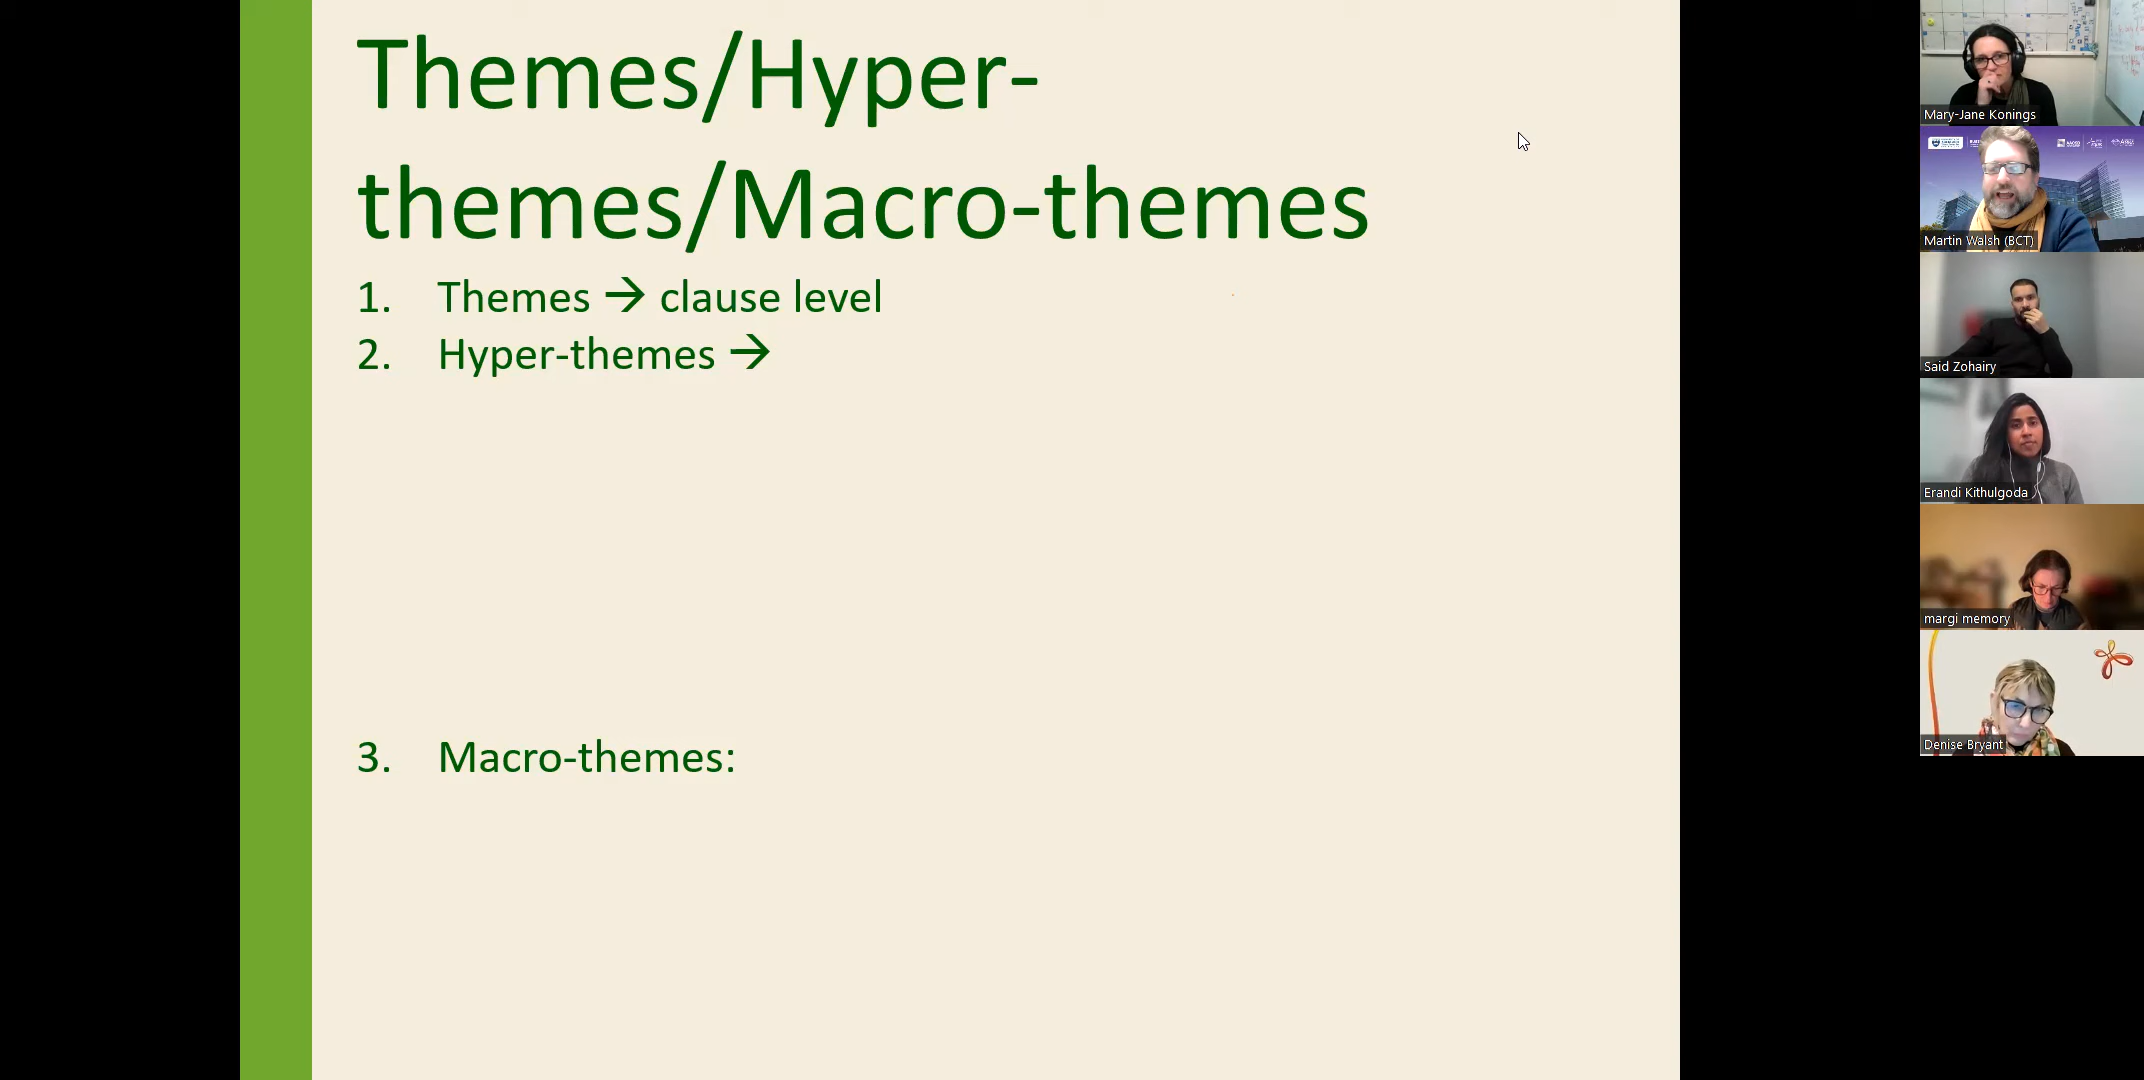 Themes/Hyper-
themes/Macro-themes
1. Themes → clause level
2. Hyper-themes →
3. Macro-themes:
Mary-Jane Konings
Martin Walsh (BCT)
Said Zohairy
Erandi Kithulgoda
margi memory
Denise Bryant